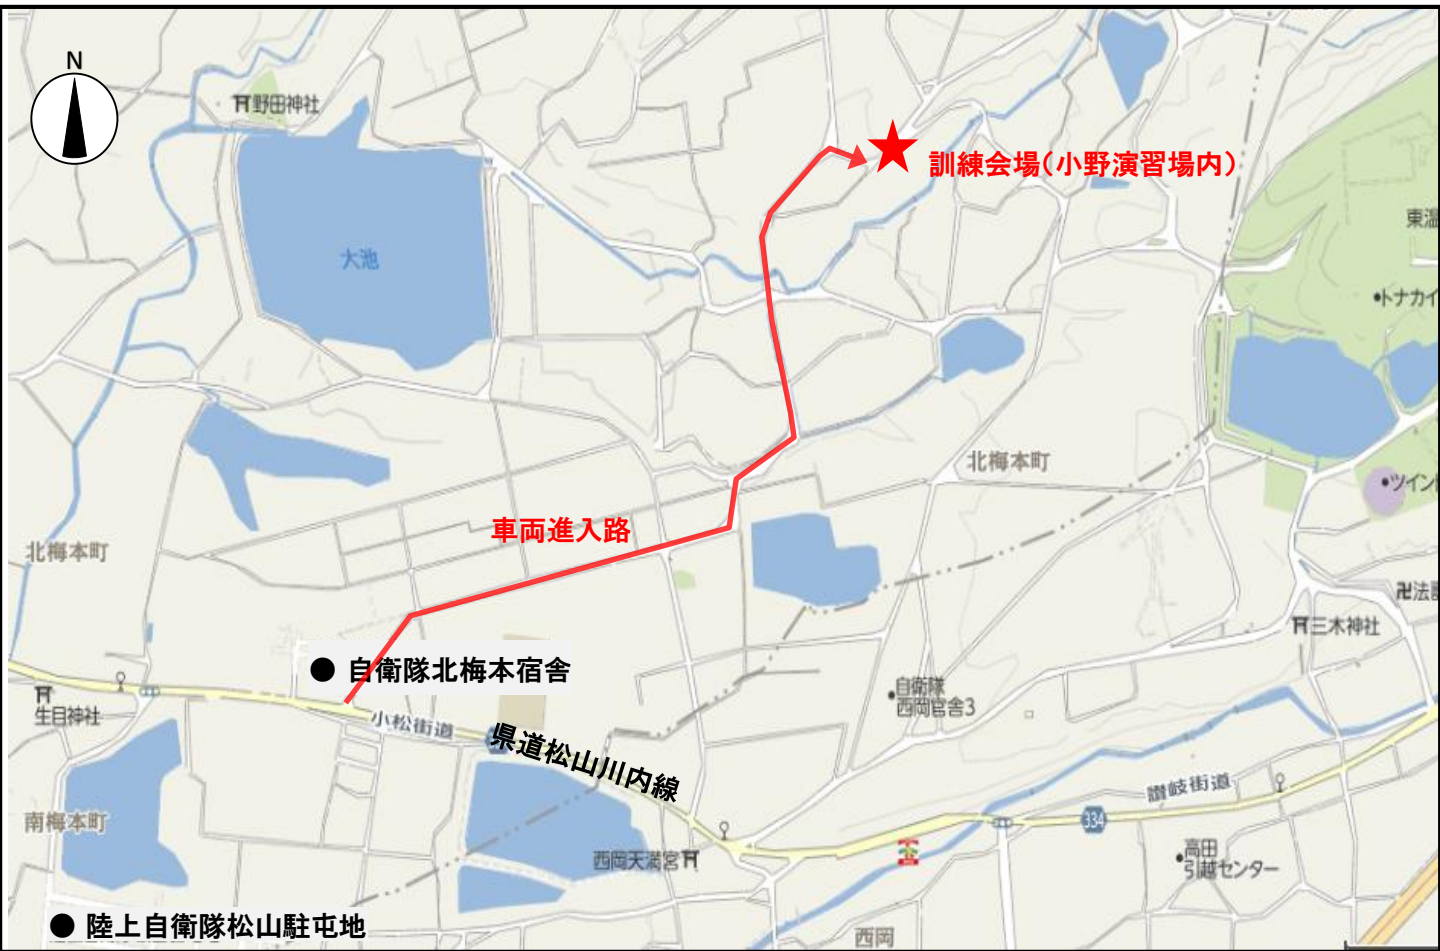 N
野田神社
訓練会場(小野演習場内)
東温
大池
トナカイ
北梅本町
ツイン
車両進入路
北梅本町
卍法
三木神社
● 自衛隊北梅本宿舎
自衛隊
西岡官舎3
生目神社
小松街道
県道松山川内線
讃岐街道
334
南梅本町
西岡天満宮
高田
引越センター
● 陸上自衛隊松山駐屯地
西岡